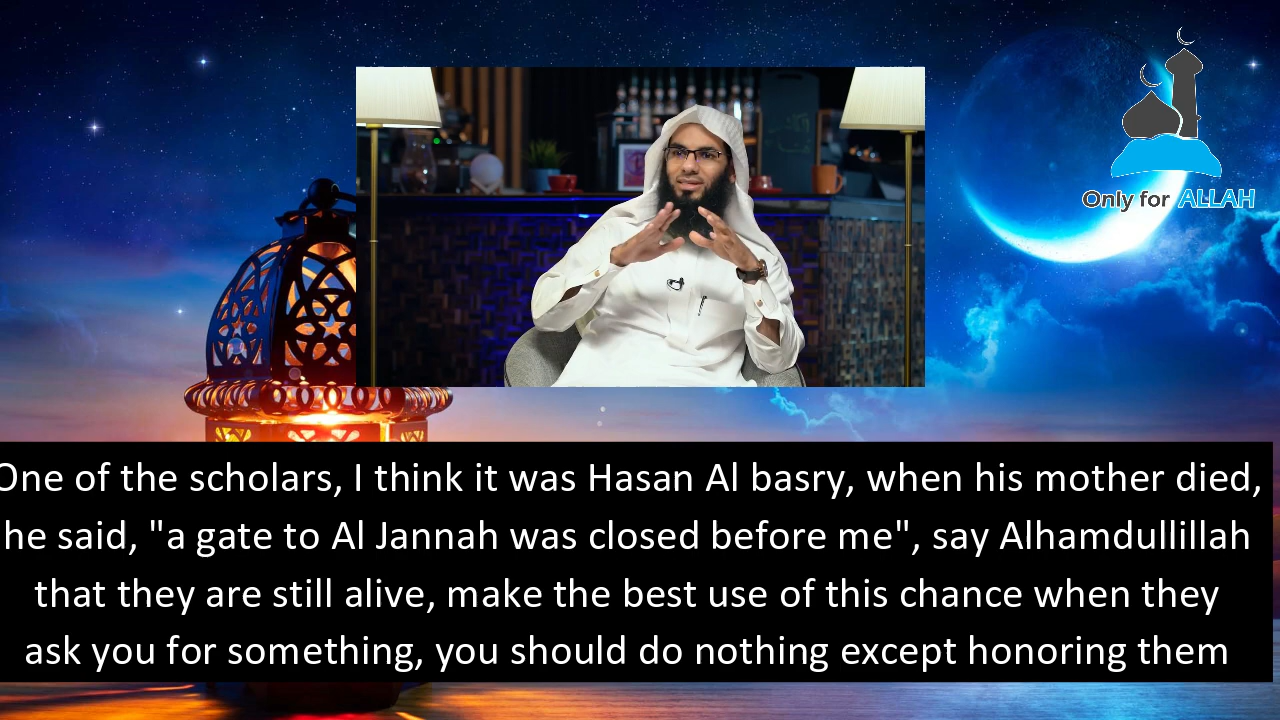 Only for ALLAH
One of the scholars, I think it was Hasan Al basry, when his mother died,
he said, "a gate to Al Jannah was closed before me", say Alhamdullillah
that they are still alive, make the best use of this chance when they
ask you for something, you should do nothing except honoring them